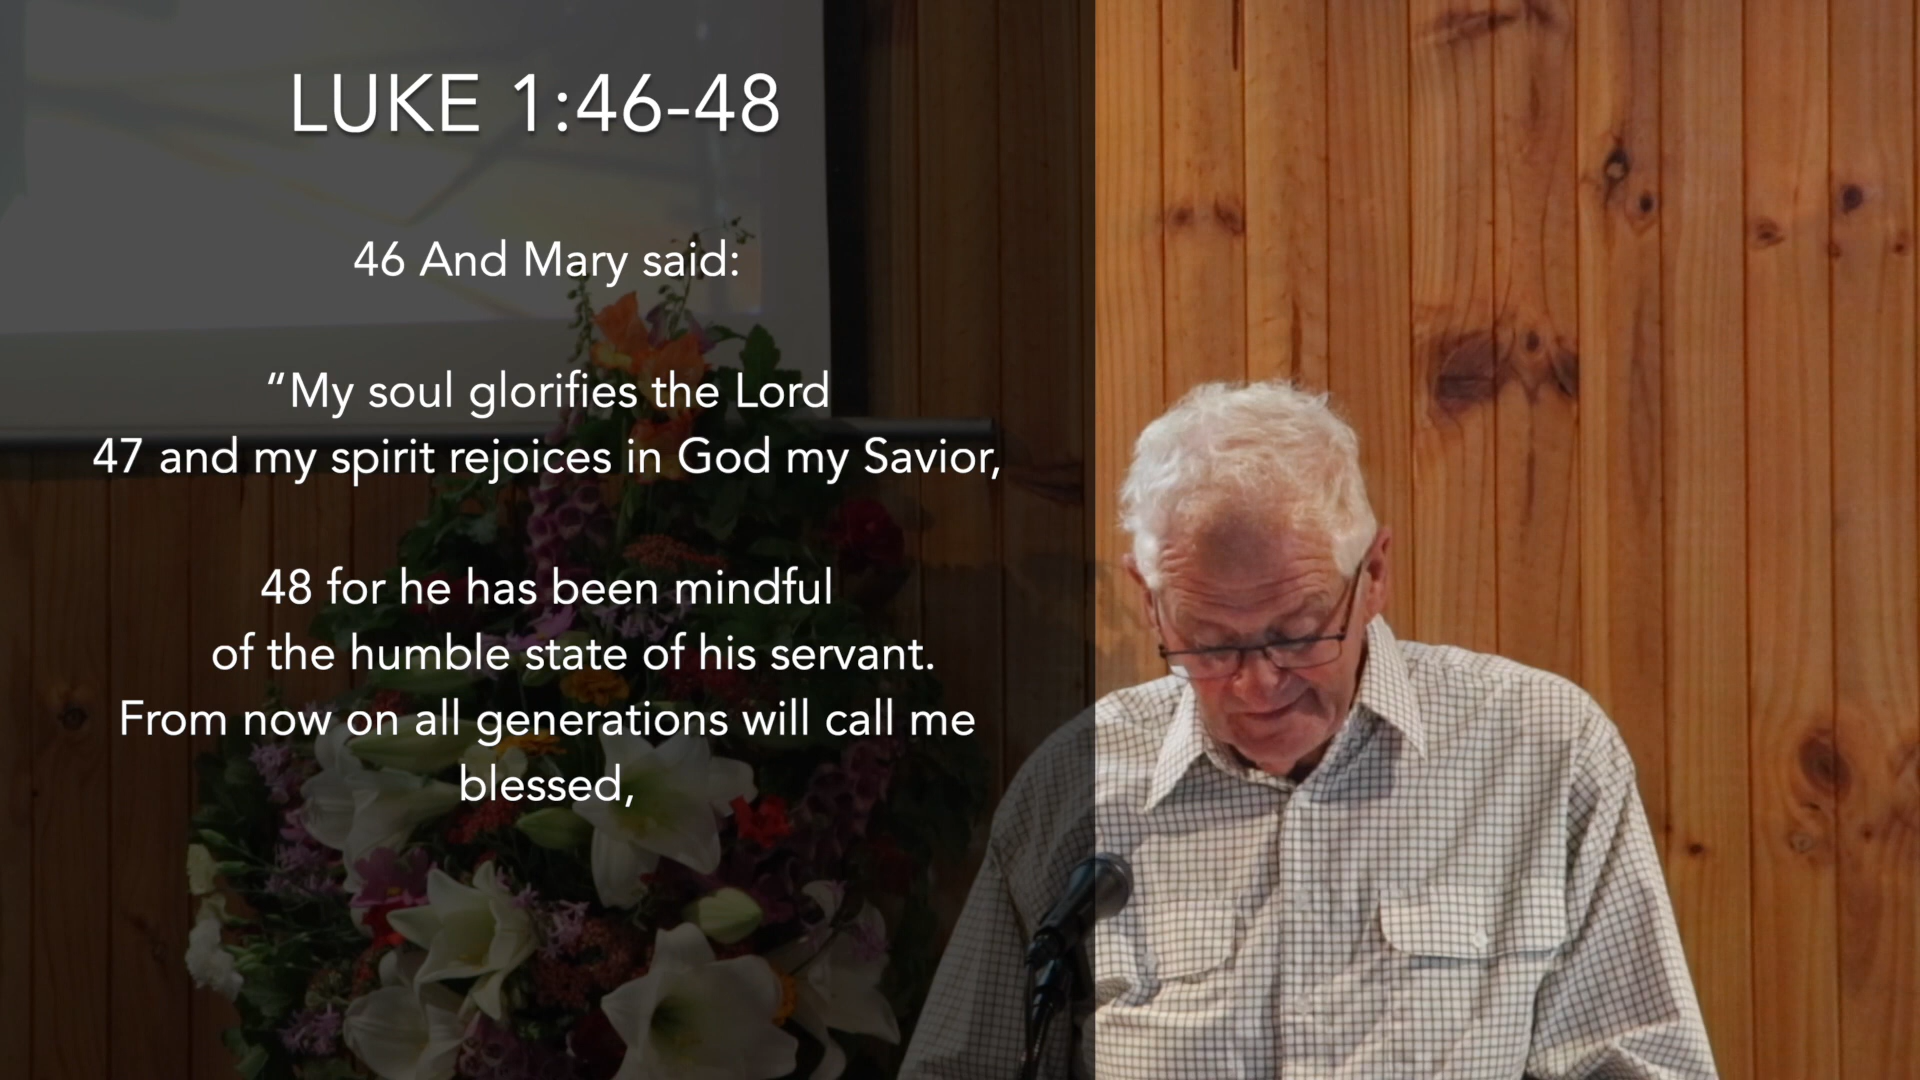 LUKE 1:46-48
46 And Mary said:
“My soul glorifies the Lord
47 and my spirit rejoices in God my Savior,
48 for he has been mindful
of the humble state of his servant.
From now on all generations will call me
blessed,